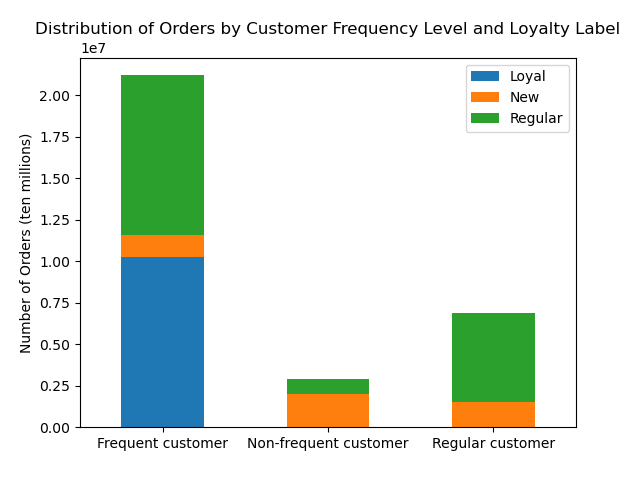 Distribution of Orders by Customer Frequency Level and Loyalty Label
1e7
Loyal
New
Regular
2.00
1.75
1.50
1.25
1.00
0.75
0.50
0.25
0.00
Number of Orders (ten millions)
Frequent customer
Non-frequent customer
Regular customer